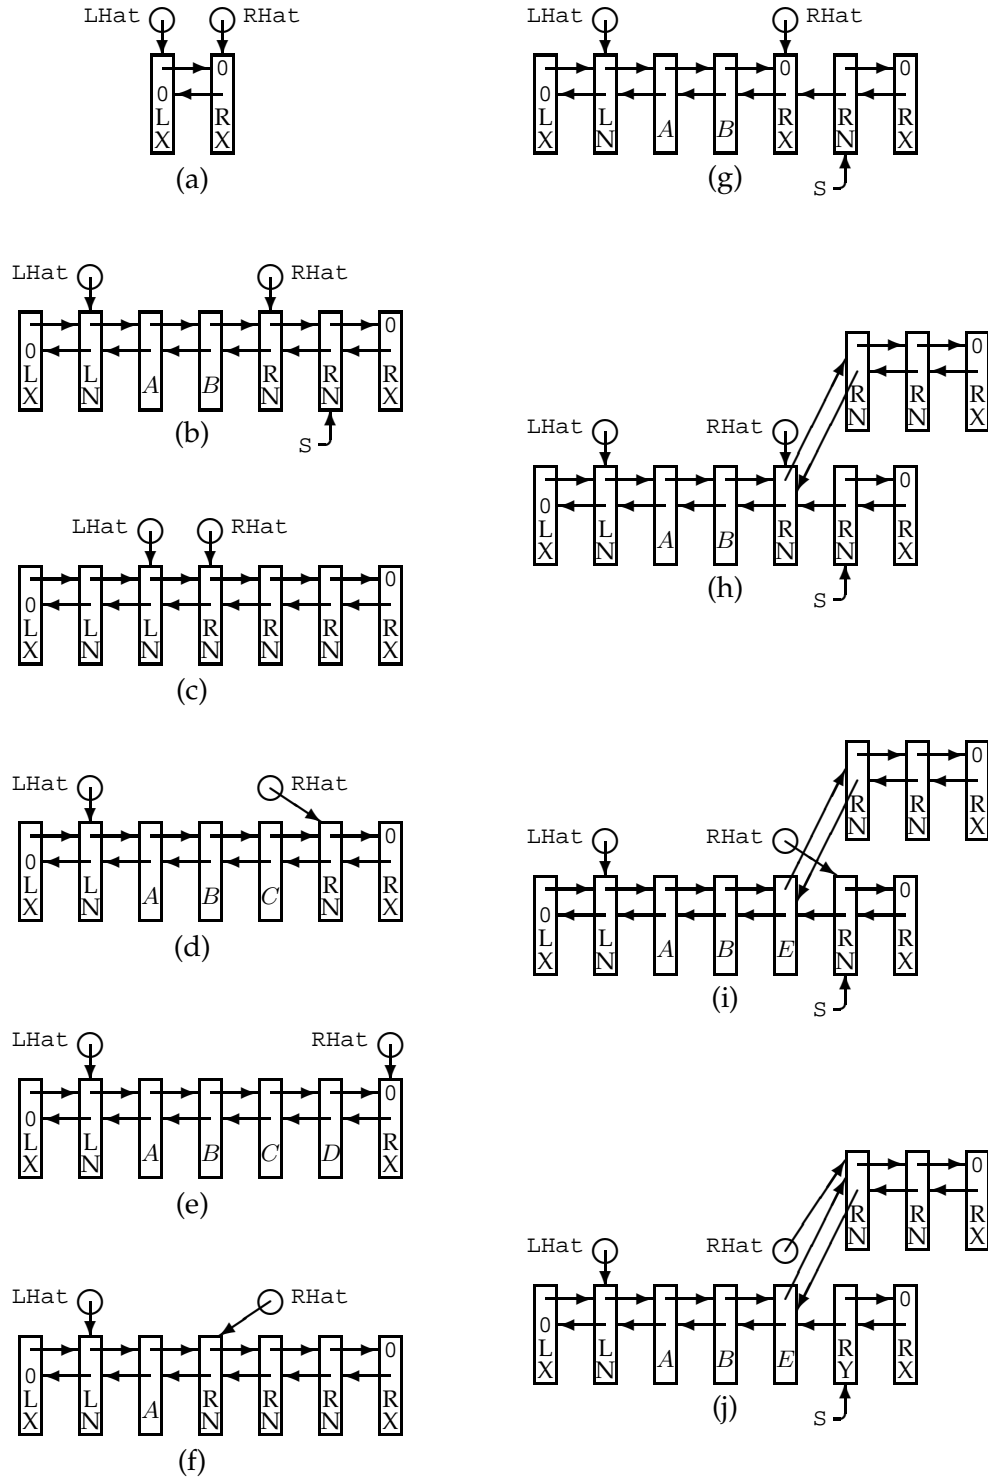 LHat RHat
0
0
L R
X X
(a)
LHat RHat
0
0
L L A B R R R
X N N N X
(b)
S
LHat RHat
0
0
L L L R R R R
X N N N N N X
(c)
LHat RHat
0
0
L L A B C R R
X N N X
(d)
LHat RHat
0
0
L L A B C D R
X N X
(e)
LHat RHat
0
0
L L A R R R R
X N N N N X
(f)
LHat RHat
0 0
0
L L A B R R R
X N X N X
(g)
S
0
R R R
N N X
LHat RHat
0
0
L L A B R R R
X N N N X
(h)
S
0
R R R
N N X
LHat RHat
0
0
L L A B E R R
X N N X
(i)
S
0
R R R
N N X
LHat RHat
0
0
L L A B E R R
X N Y X
(j)
S